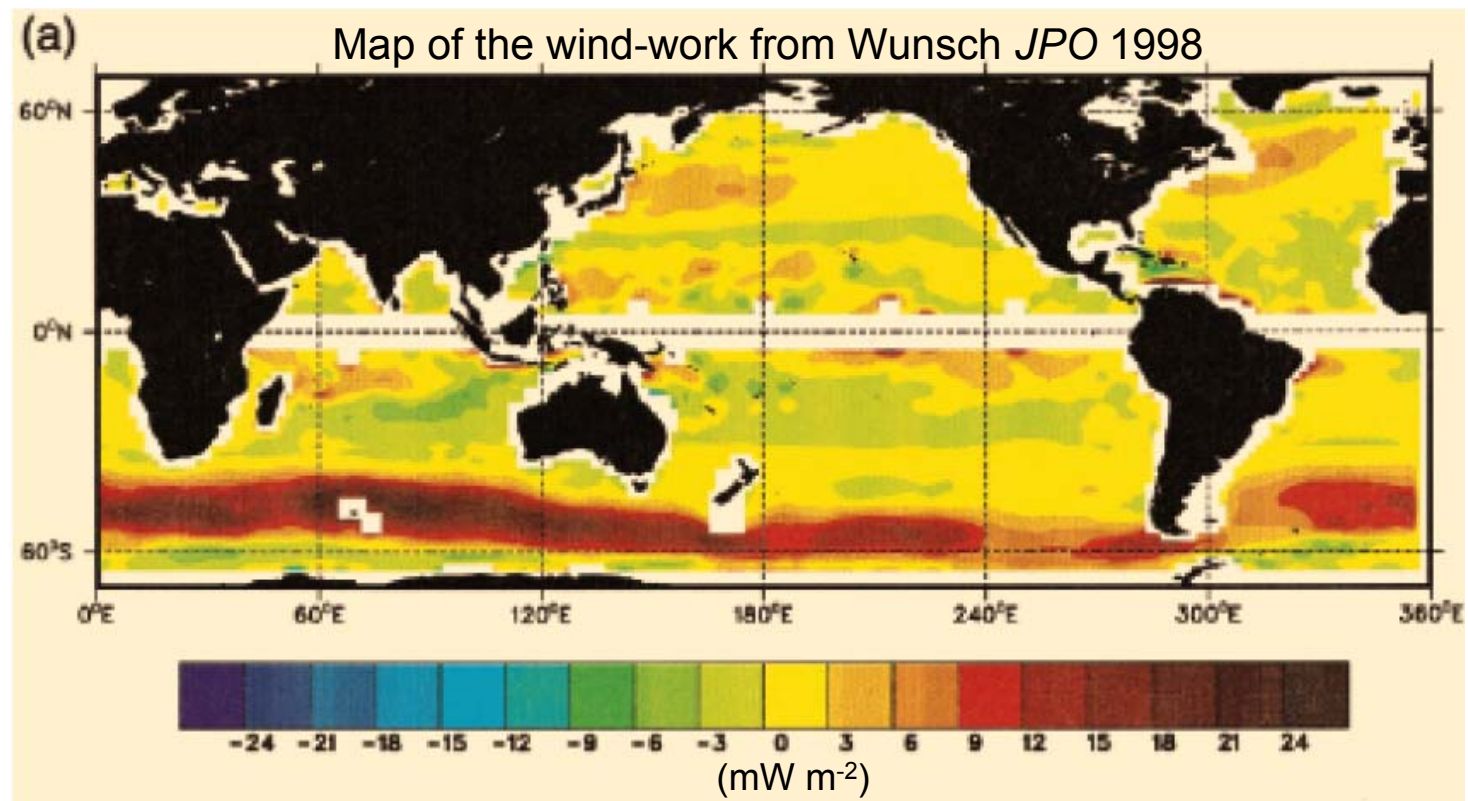 (a)
Map of the wind-work from Wunsch JPO 1998
60°N
0°N
60°S
0°E 60°E 120°E 180°E 240°E 300°E 360°E
-24 -21 -18 -15 -12 -9 -6 -3 0 3 6 9 12 15 18 21 24
(mW m-2)